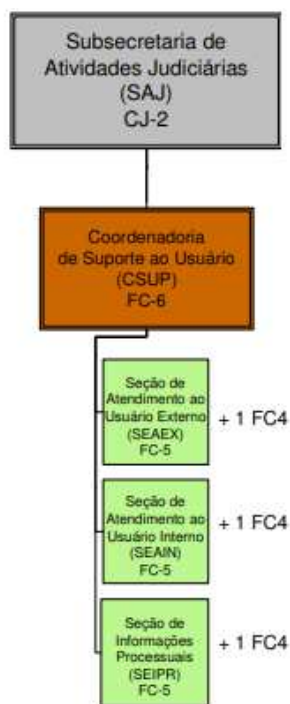 Subsecretaria de
Atividades Judiciárias
(SAJ)
CJ-2
Coordenadoria
de Suporte ao Usuário
(CSUP)
FC-6
Seção de
Atendimento ao
Usuário Externo
(SEAEX)
FC-5
+ 1 FC4
Seção de
Atendimento ao
Usuário Interno
(SEAIN)
FC-5
+ 1 FC4
Seção de
Informações
Processuais
(SEIPR)
FC-5
+ 1 FC4